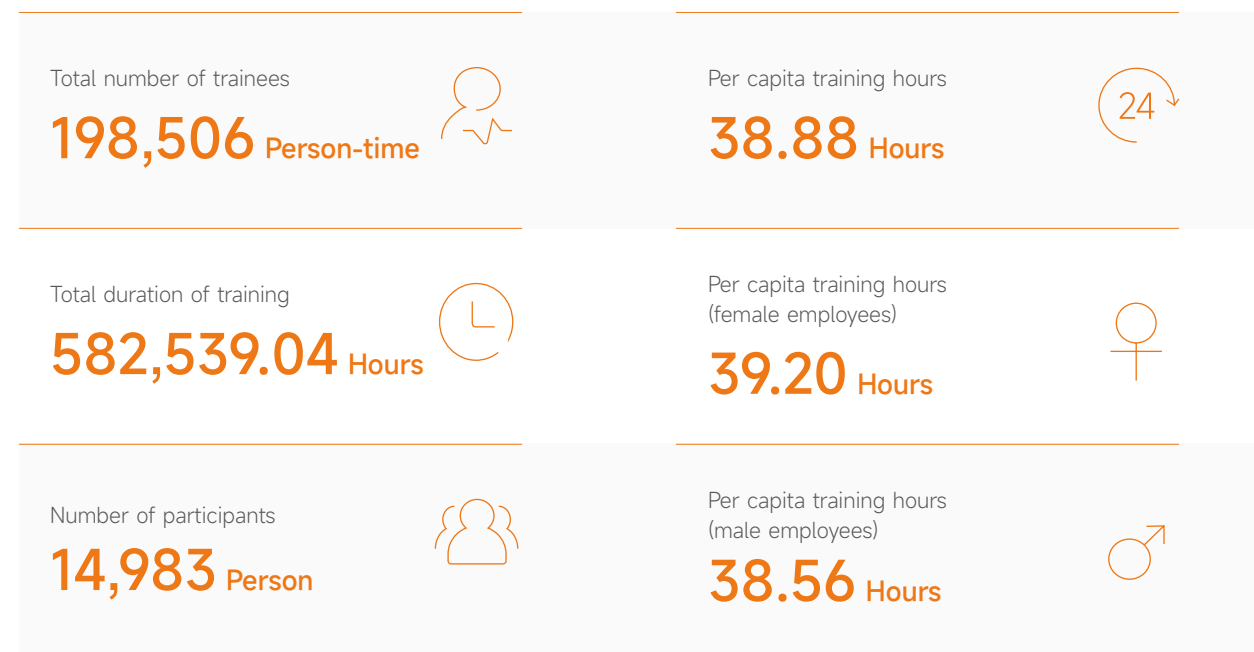 Total number of trainees
198,506 Person-time
Per capita training hours
38.88 Hours
24
Total duration of training
582,539.04 Hours
Per capita training hours
(female employees)
39.20 Hours
Number of participants
14,983 Person
Per capita training hours
(male employees)
38.56 Hours